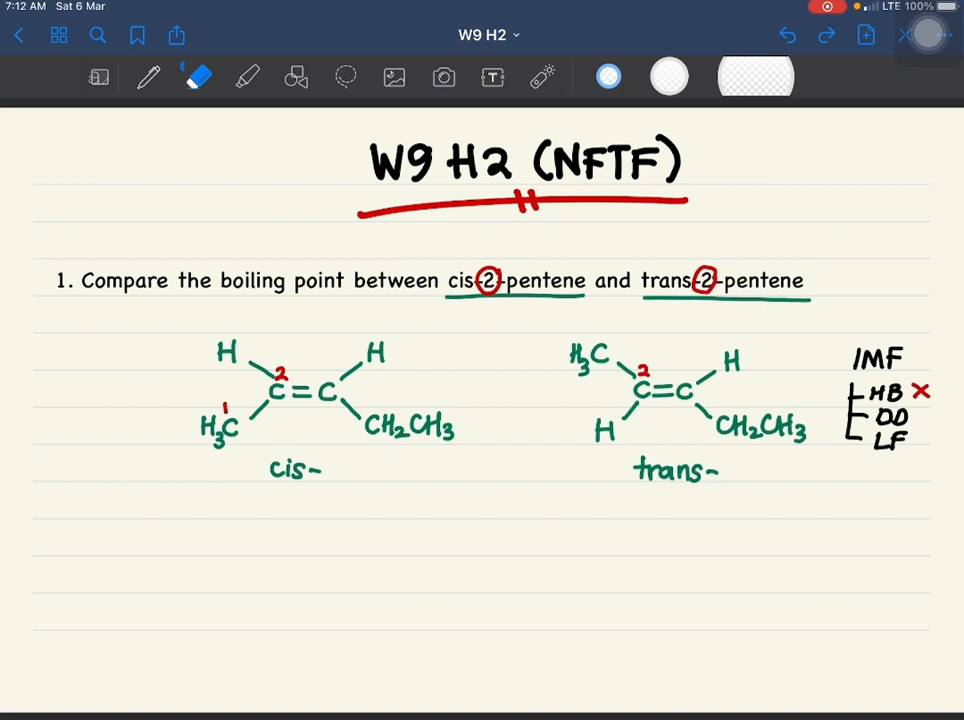 7:12 AM Sat 6 Mar
LTE 100%
W9 H2
T
W9 H2 (NFTF)
1. Compare the boiling point between cis-2-pentene and trans-2-pentene
H H H₃C H IMF
2 2
C=C C=C HB X
1 DD
H₃C CH₂CH₃ H CH₂CH₃ LF
cis- trans-